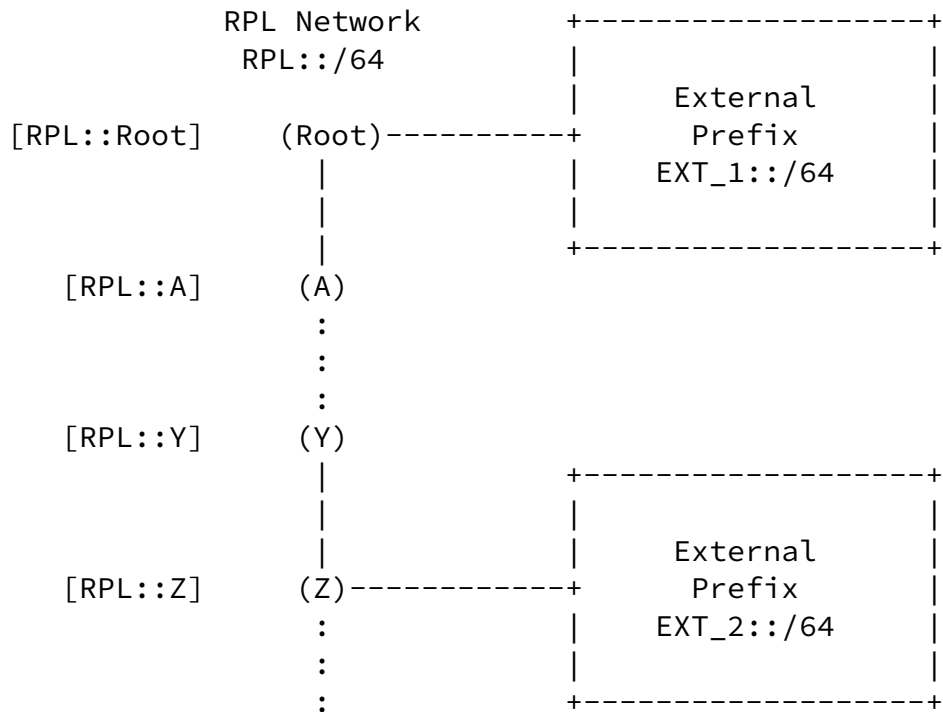 RPL Network
RPL::/64
External
[RPL::Root] (Root) Prefix
EXT_1::/64
[RPL::A] (A)
[RPL::Y] (Y)
External
[RPL::Z] (Z) Prefix
EXT_2::/64